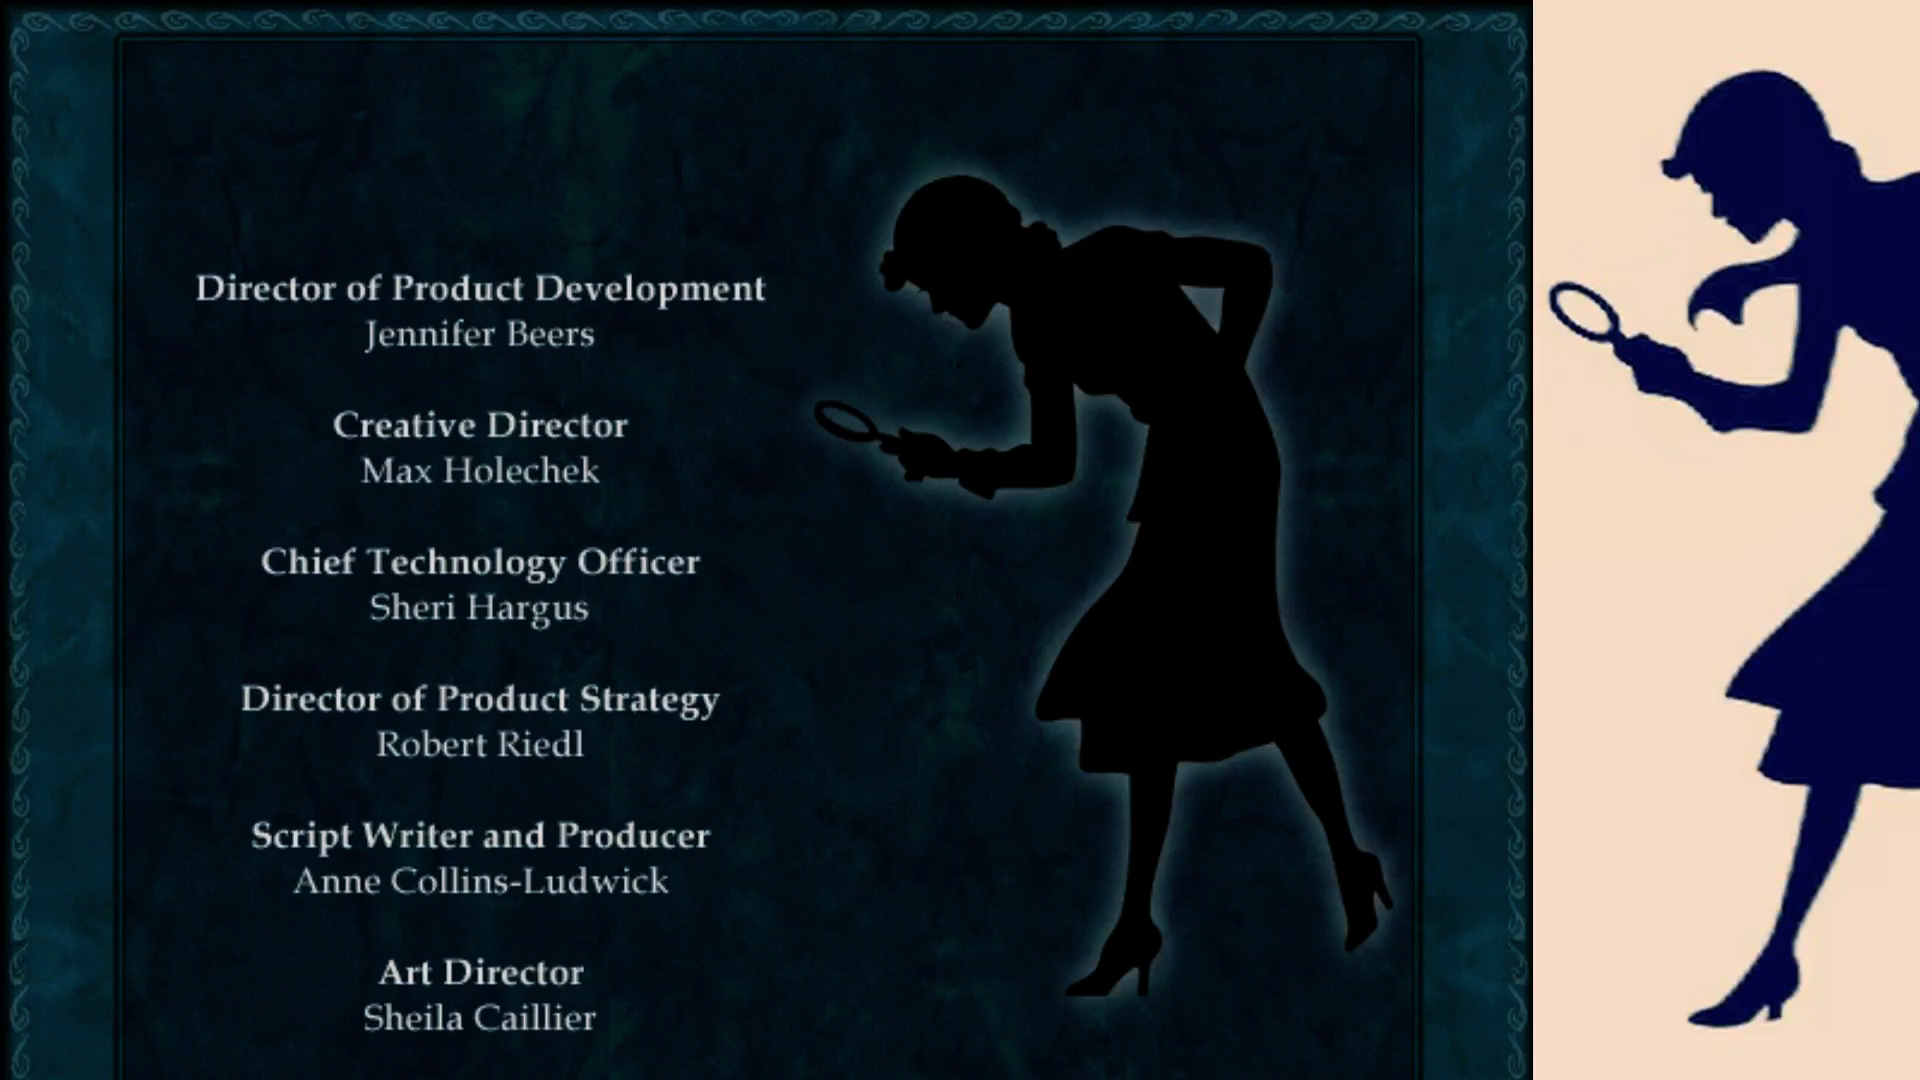 Director of Product Development
Jennifer Beers
Creative Director
Max Holechek
Chief Technology Officer
Sheri Hargus
Director of Product Strategy
Robert Riedl
Script Writer and Producer
Anne Collins-Ludwick
Art Director
Sheila Caillier